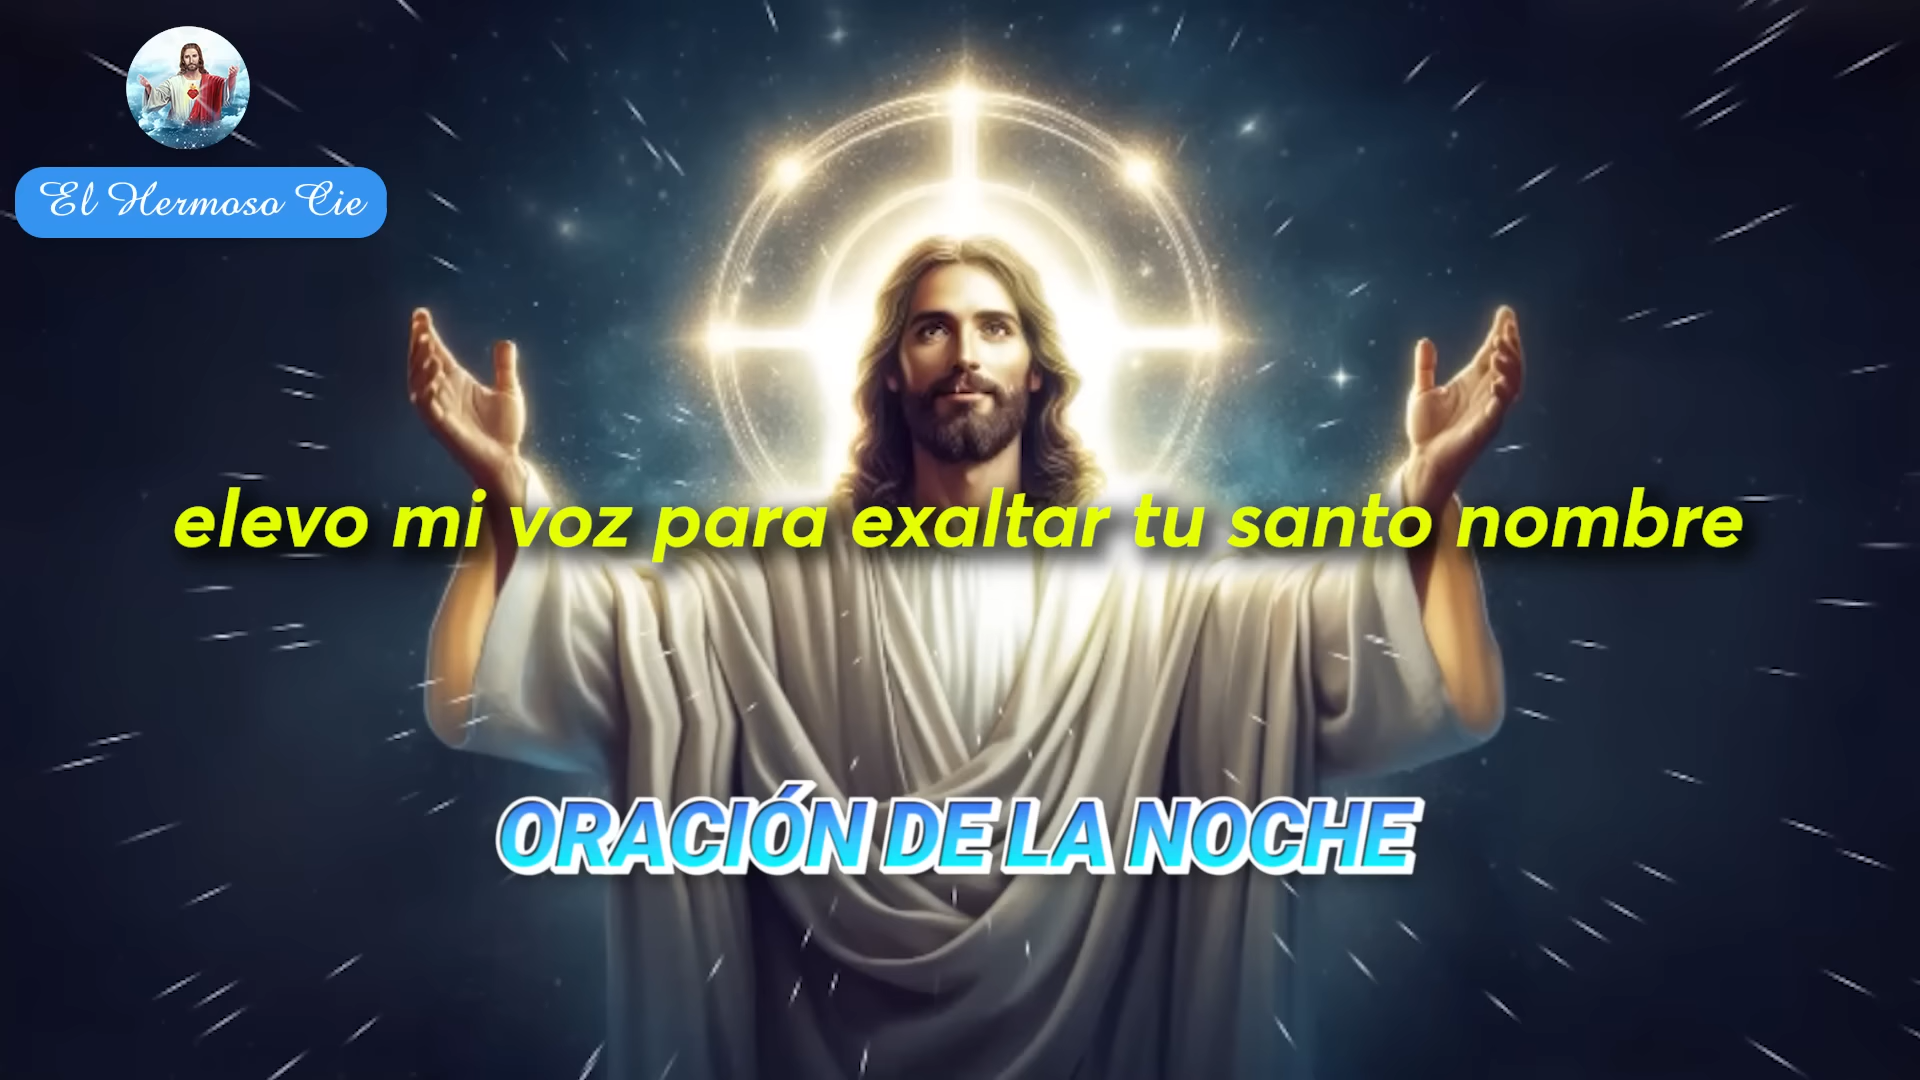 El Hermoso Cie
elevo mi voz para exaltar tu santo nombre
ORACIÓN DE LA NOCHE